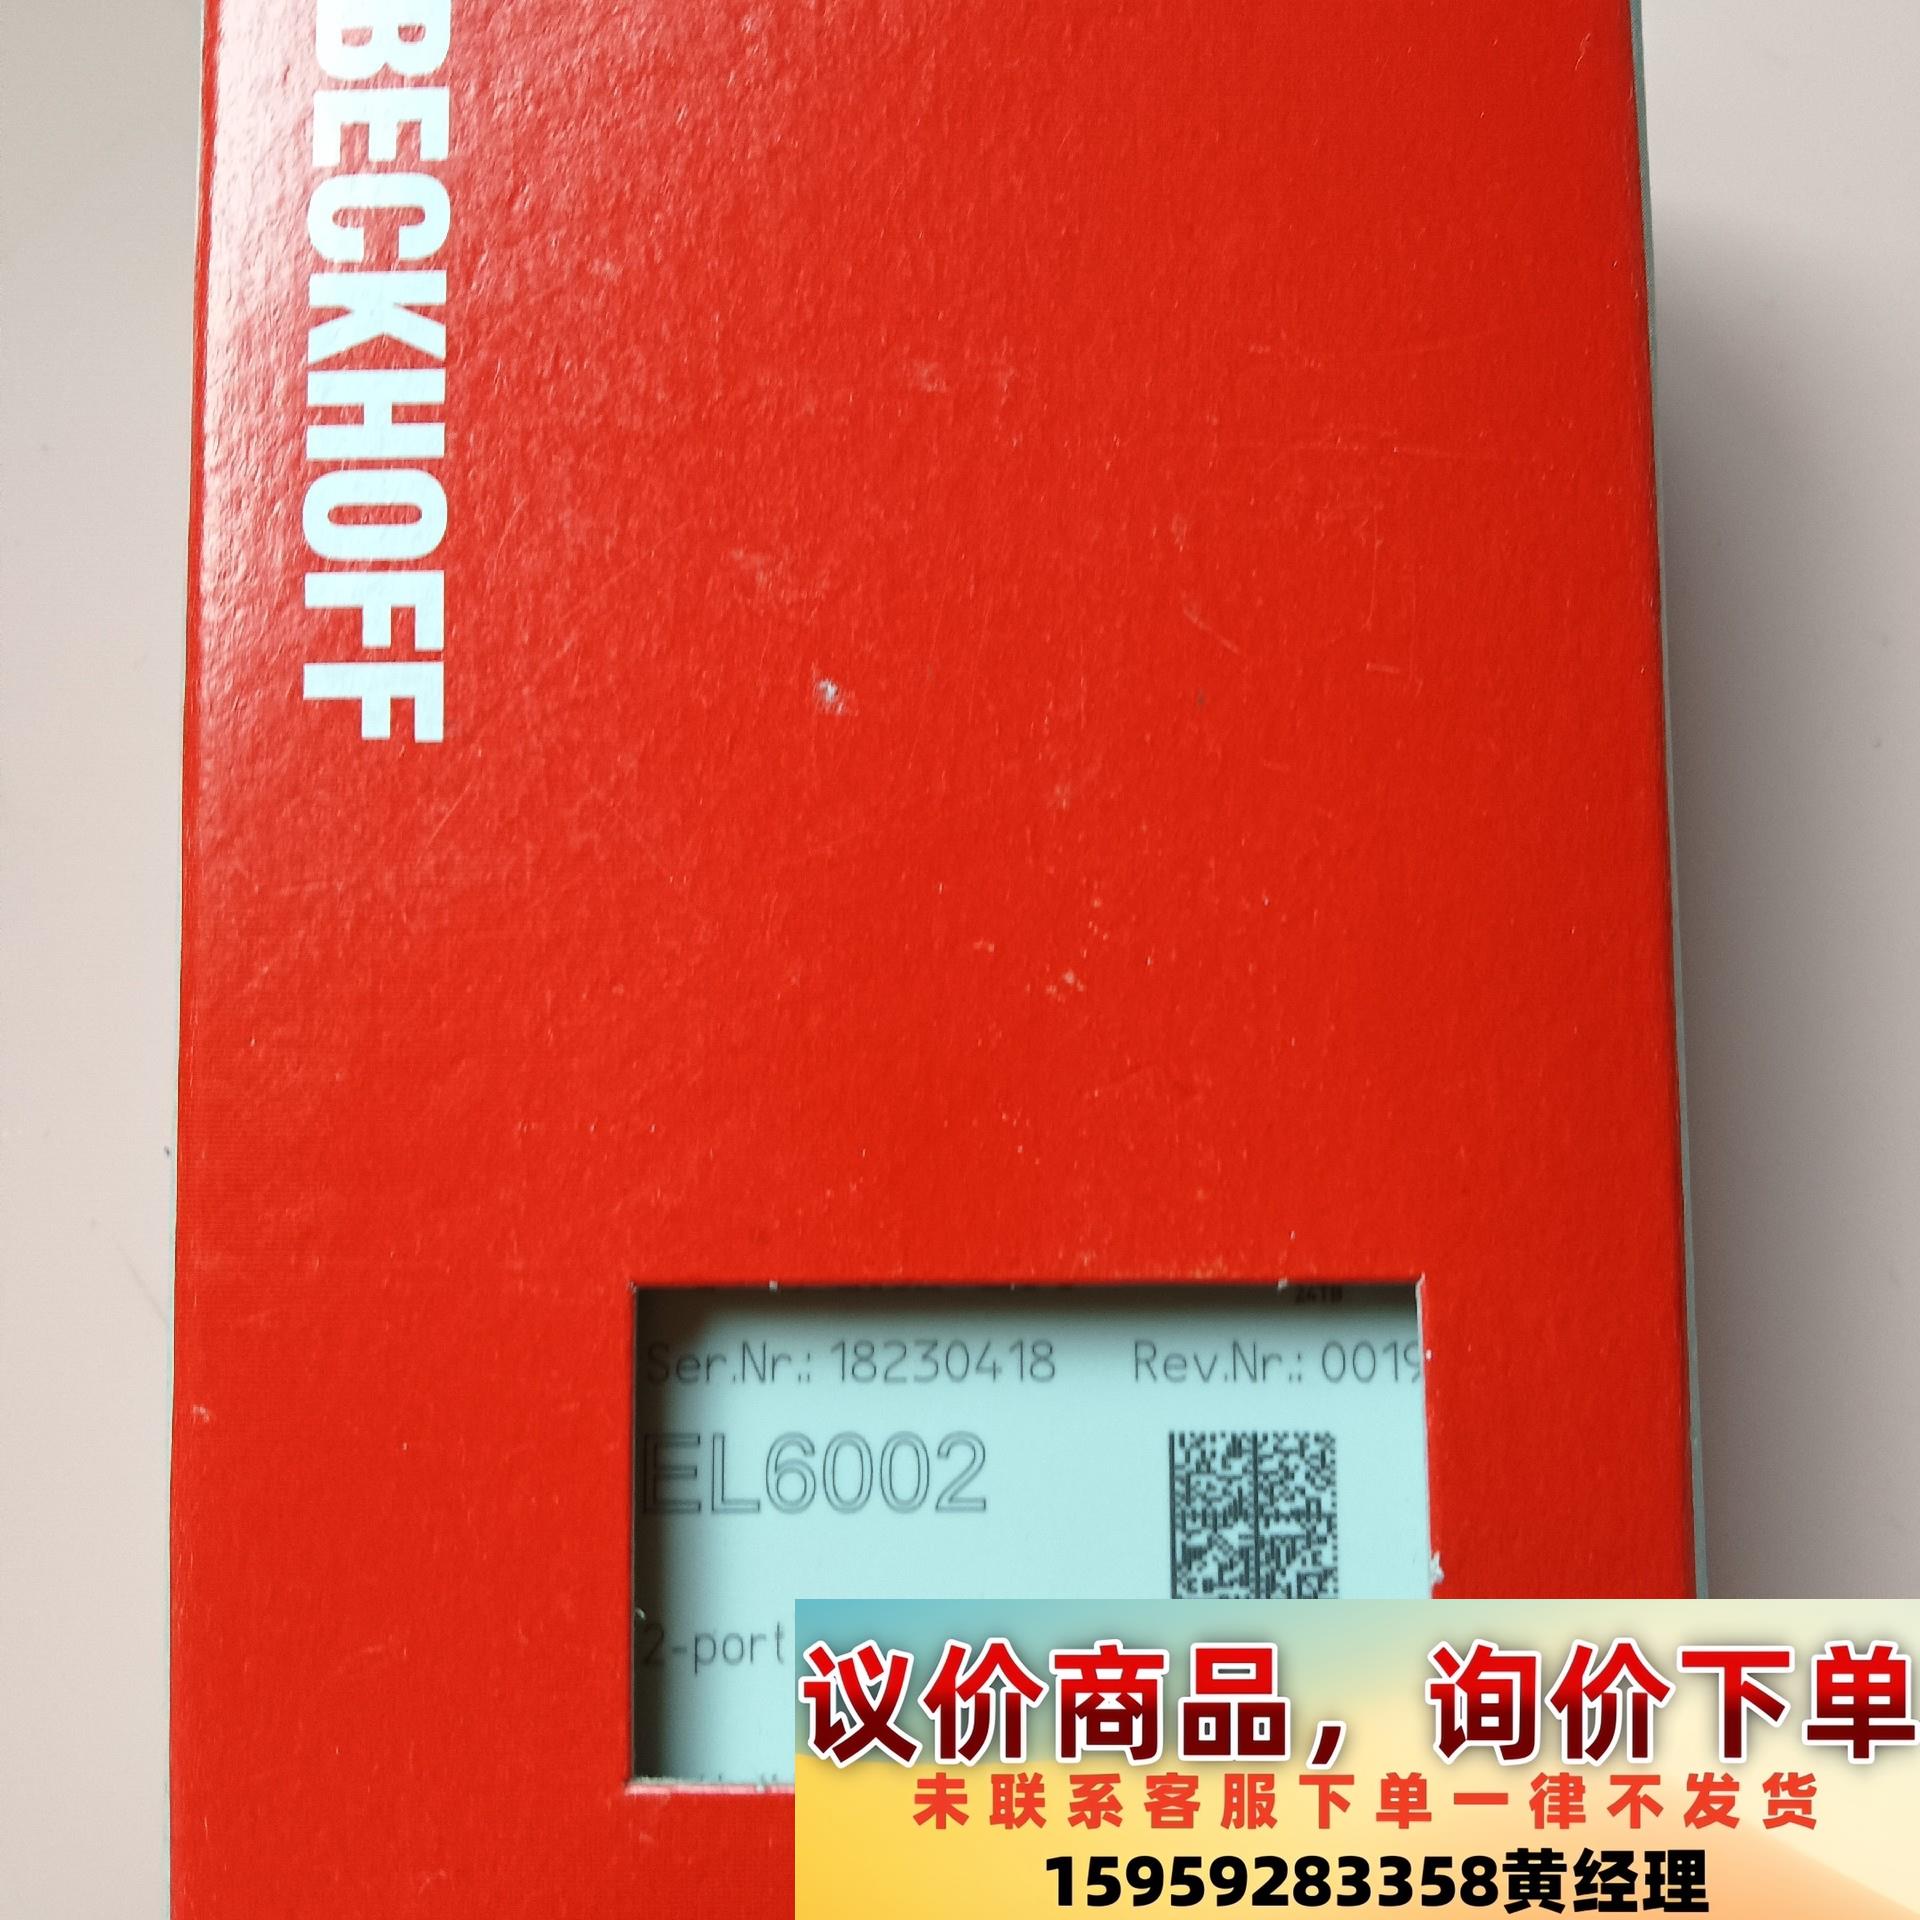 BECKHOFF
Ser.Nr.: 18230418 Rev.Nr.: 0019
EL6002
2-port
议价商品，询价下单
未联系客服下单一律不发货
15959283358黄经理